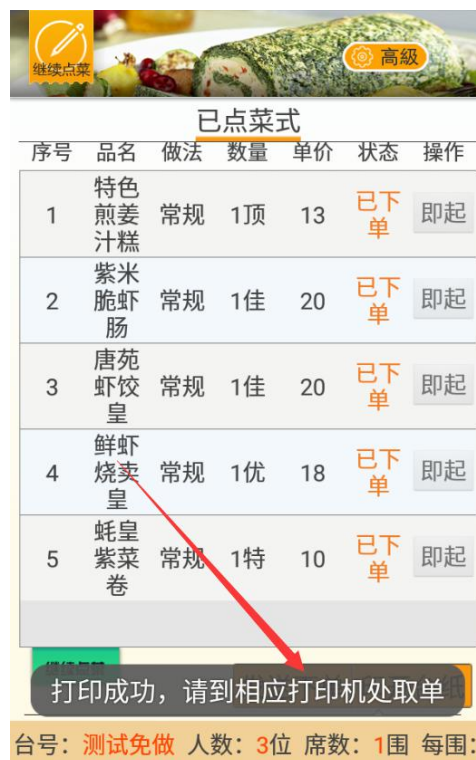 继续点菜
高級
已点菜式
序号 品名 做法 数量 单价 状态 操作
1 特色煎姜汁糕 常规 1顶 13 已下单 即起
2 紫米脆虾肠 常规 1佳 20 已下单 即起
3 唐苑虾饺皇 常规 1佳 20 已下单 即起
4 鲜虾烧卖皇 常规 1优 18 已下单 即起
5 蚝皇紫菜卷 常规 1特 10 已下单 即起
继续点菜
打印成功，请到相应打印机处取单
台号：测试免做 人数：3位 席数：1围 每围：